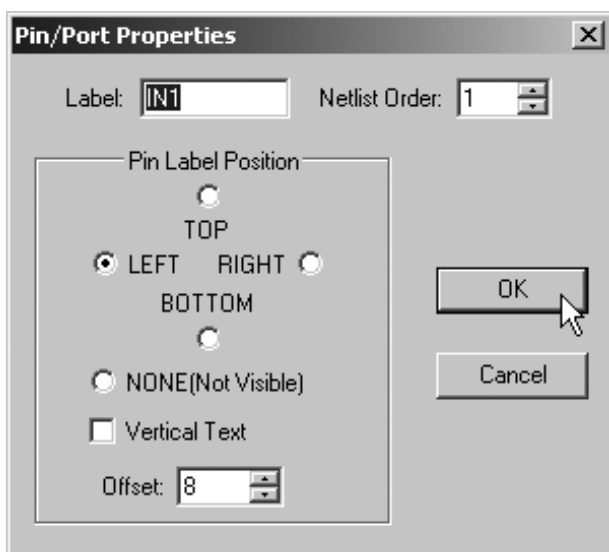 Pin/Port Properties
Label: IN1 Netlist Order: 1
Pin Label Position
TOP
LEFT RIGHT
BOTTOM
NONE(Not Visible)
Vertical Text
Offset: 8
OK
Cancel